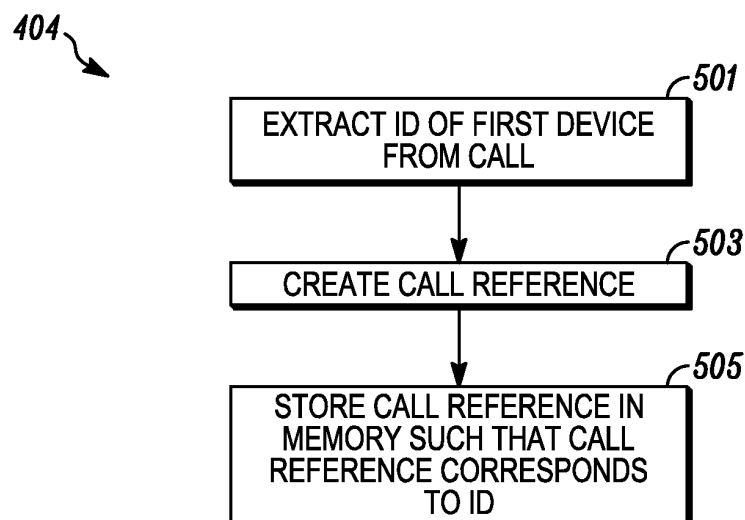 404
501
EXTRACT ID OF FIRST DEVICE
FROM CALL
503
CREATE CALL REFERENCE
505
STORE CALL REFERENCE IN
MEMORY SUCH THAT CALL
REFERENCE CORRESPONDS
TO ID